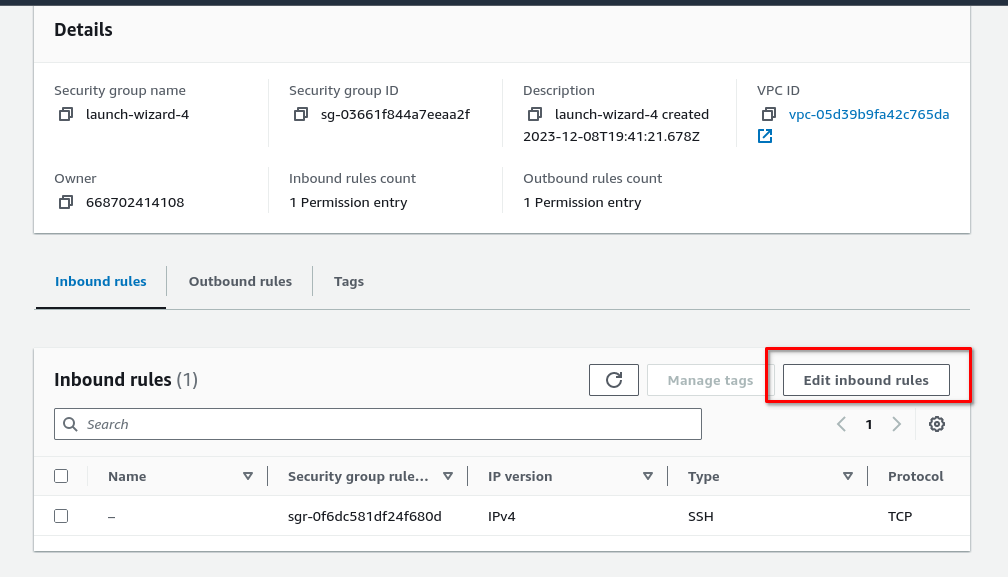 Details
Security group name
launch-wizard-4
Security group ID
sg-03661f844a7eeaa2f
Description
launch-wizard-4 created
2023-12-08T19:41:21.678Z
VPC ID
vpc-05d39b9fa42c765da
Owner
668702414108
Inbound rules count
1 Permission entry
Outbound rules count
1 Permission entry
Inbound rules
Outbound rules
Tags
Inbound rules (1)
Manage tags
Edit inbound rules
Search
1
Name
Security group rule...
IP version
Type
Protocol
–
sgr-0f6dc581df24f680d
IPv4
SSH
TCP